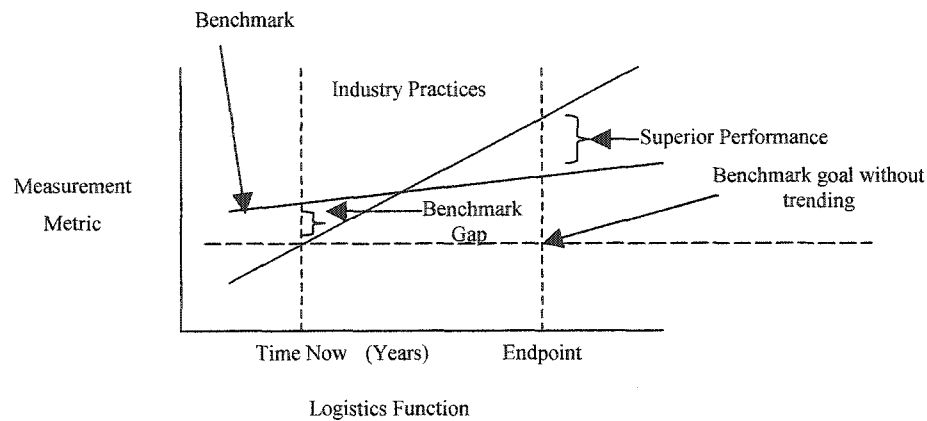 Benchmark
Industry Practices
Superior Performance
Benchmark goal without
trending
Measurement
Metric
Benchmark
Gap
Time Now (Years)
Endpoint
Logistics Function